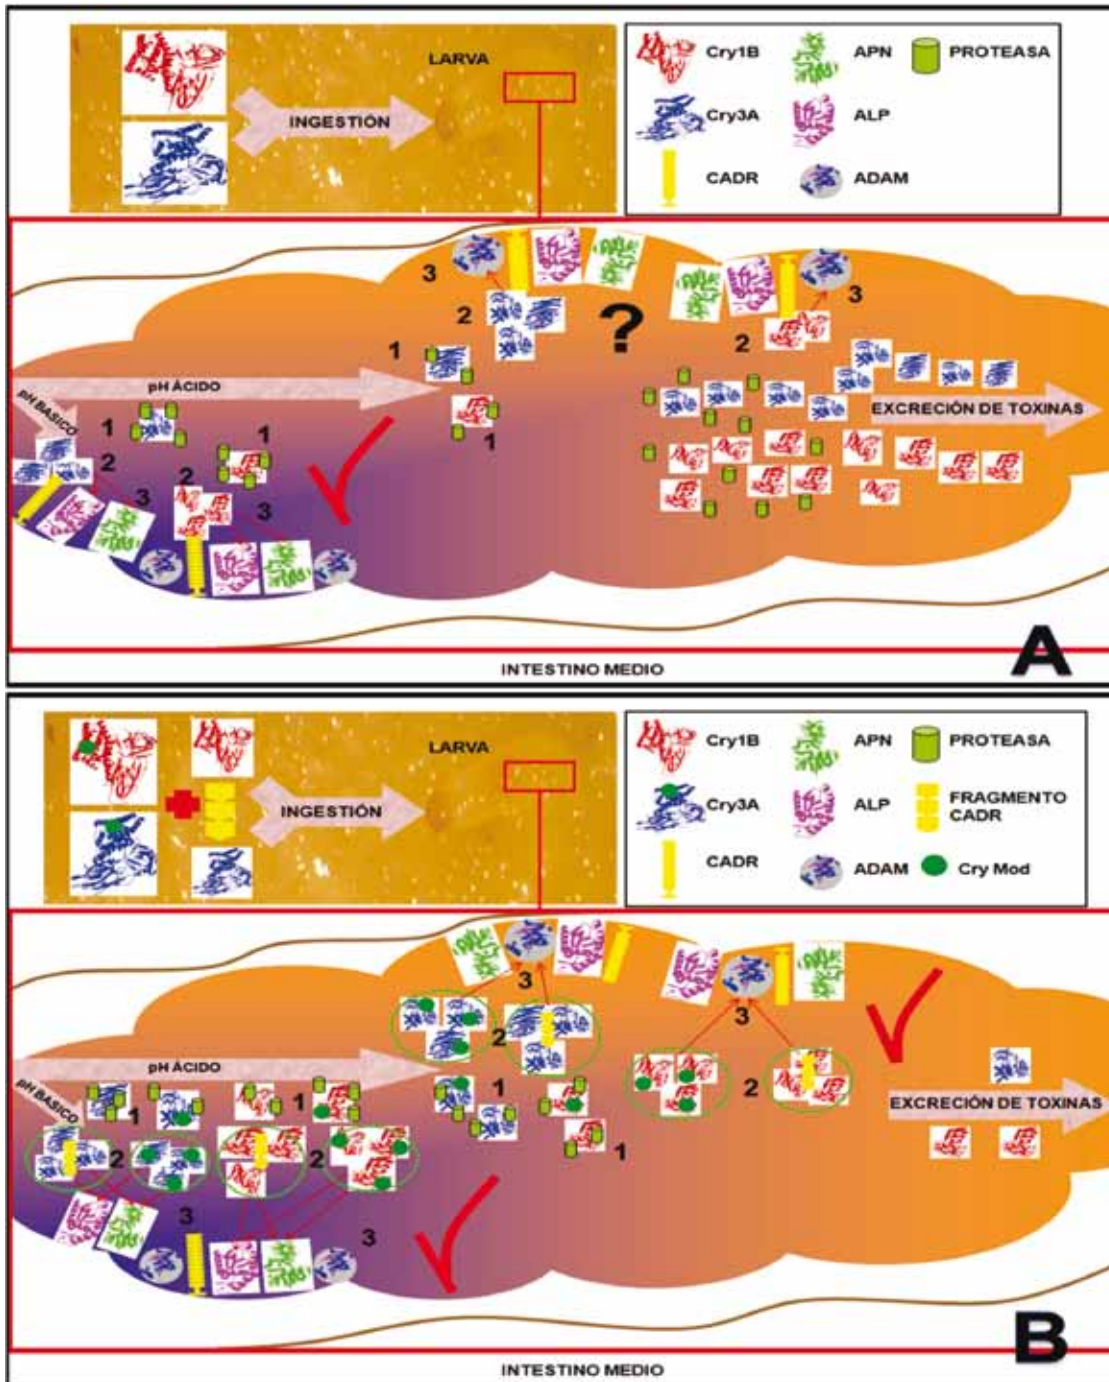 LARVA
INGESTIÓN
Cry1B APN PROTEASA
Cry3A ALP
CADR ADAM
3
3
2
?
2
1
pH ÁCIDO
pH BASICO
1
1
1
2
2
3
3
EXCRECIÓN DE TOXINAS
A
INTESTINO MEDIO
LARVA
INGESTIÓN
Cry1B APN PROTEASA
Cry3A ALP FRAGMENTO
CADR
CADR ADAM Cry Mod
3
3
2
2
pH ÁCIDO
pH BASICO
1
1
1
1
2
2
3
3
EXCRECIÓN DE TOXINAS
B
INTESTINO MEDIO